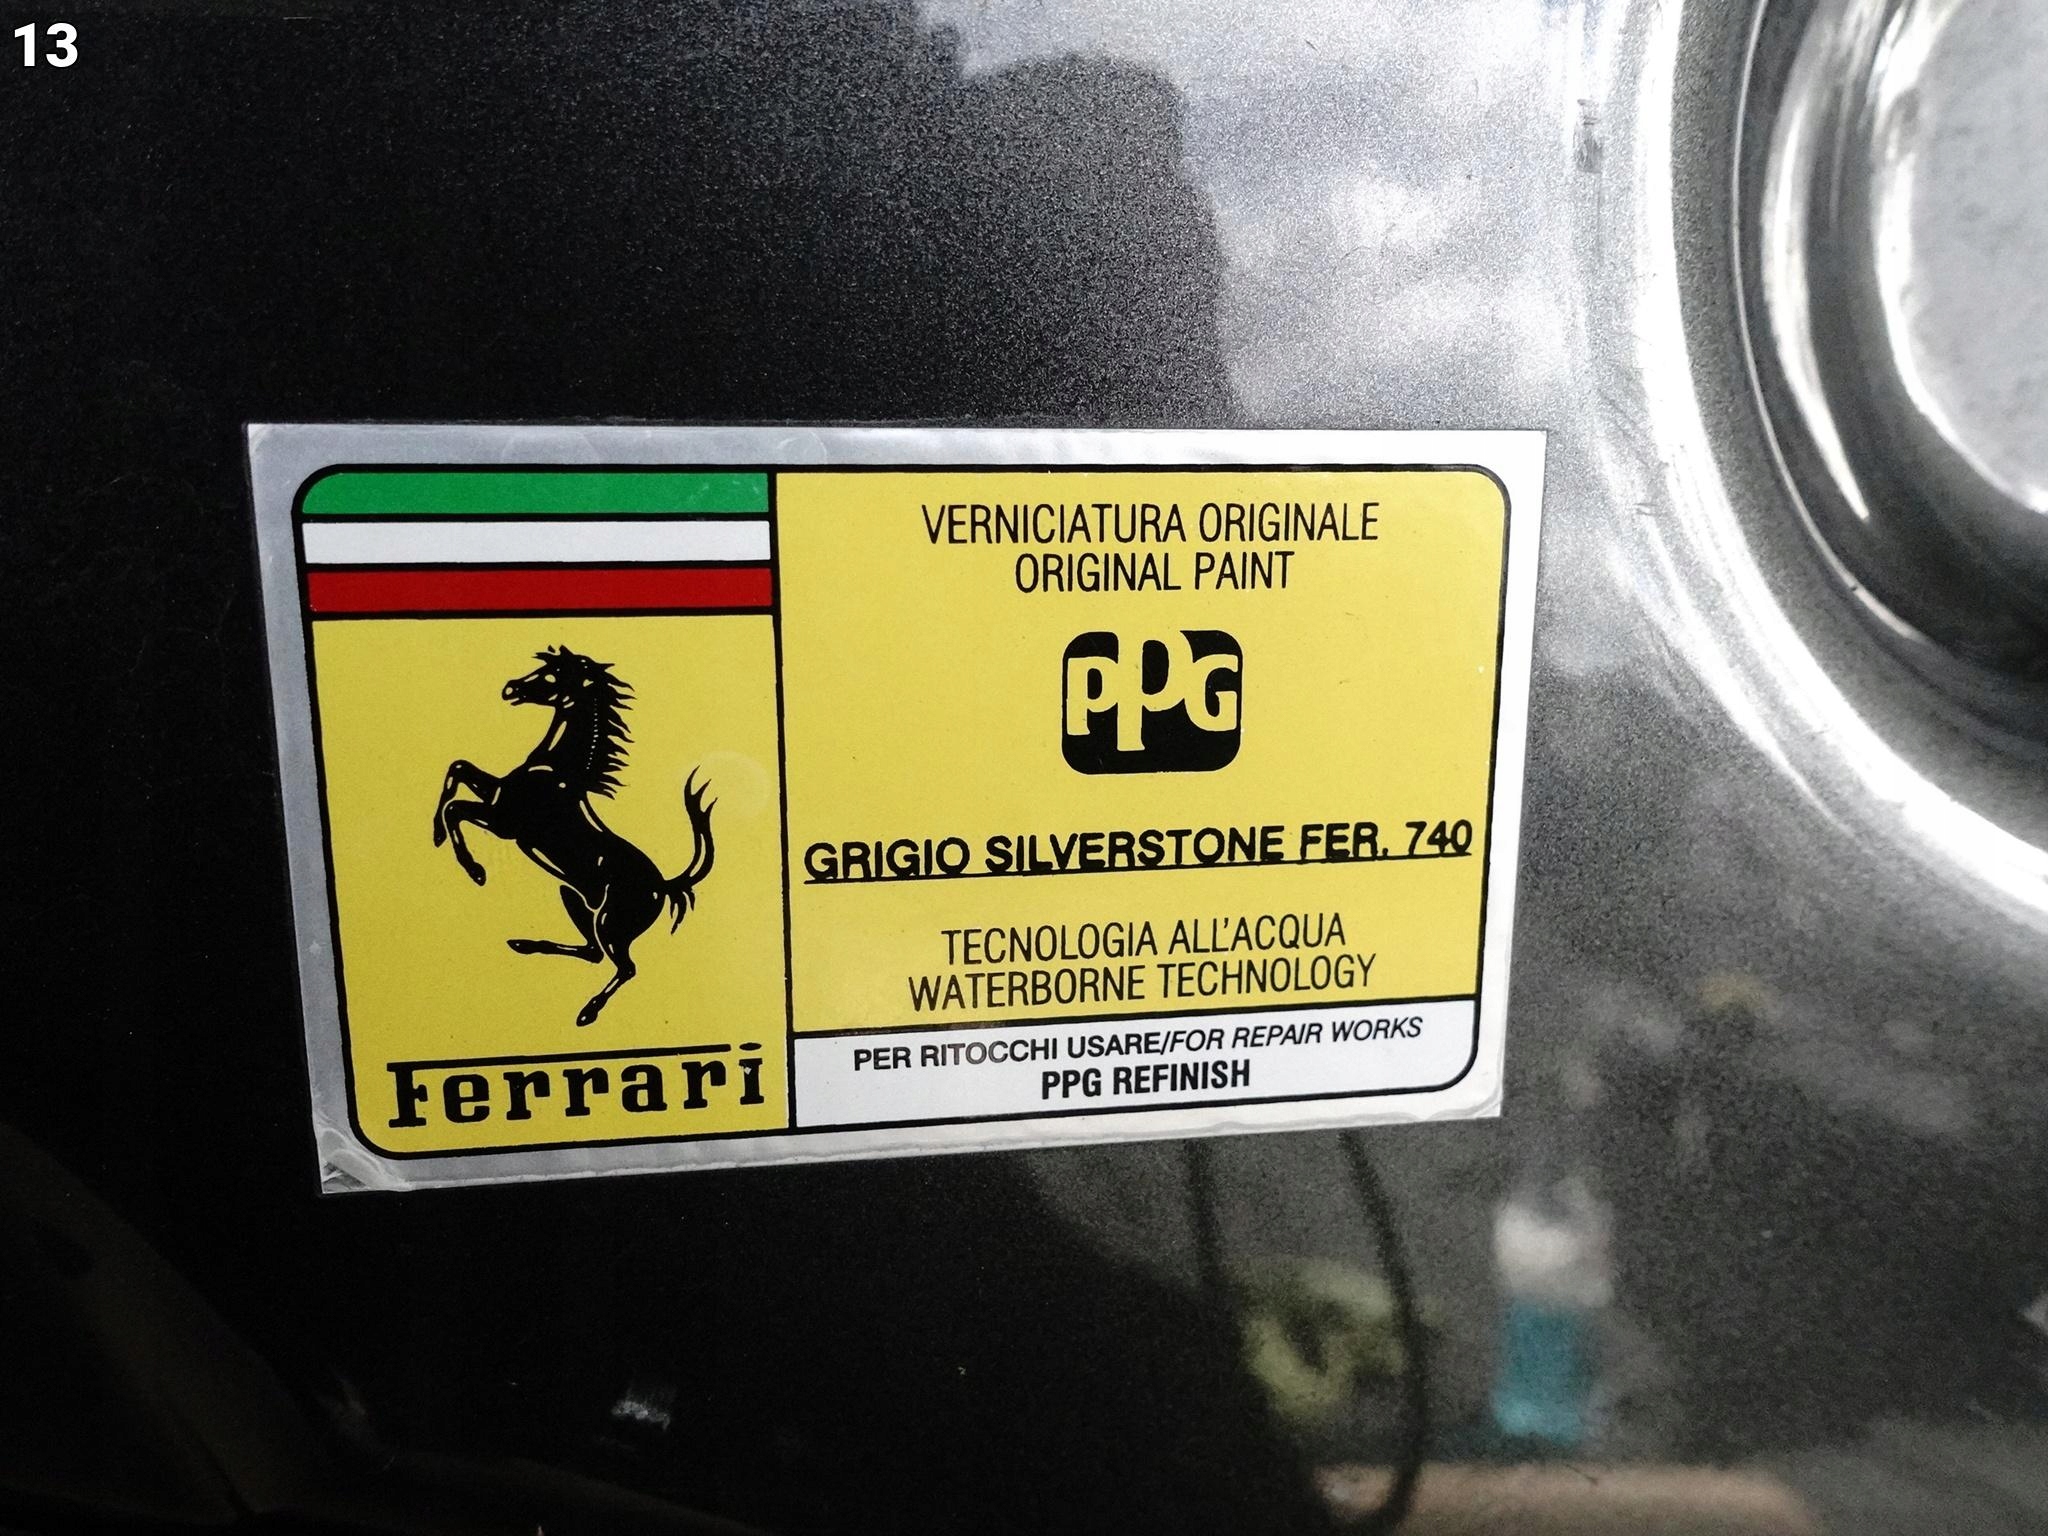 13
VERNICIATURA ORIGINALE
ORIGINAL PAINT
PPG
GRIGIO SILVERSTONE FER. 740
TECNOLOGIA ALL'ACQUA
WATERBORNE TECHNOLOGY
PER RITOCCHI USARE/FOR REPAIR WORKS
PPG REFINISH
Ferrari